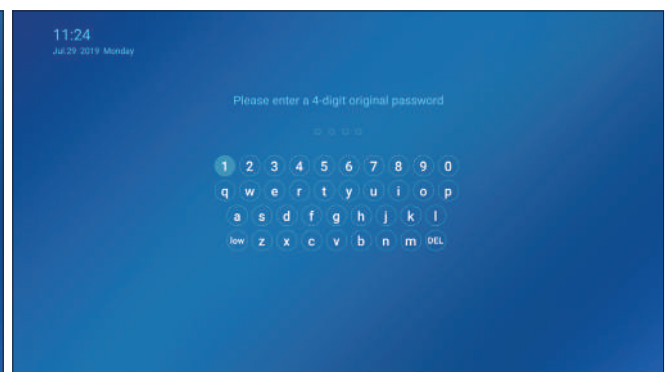 11:24
Jul.29 2019 Monday
Please enter a 4-digit original password
1 2 3 4 5 6 7 8 9 0
q w e r t y u i o p
a s d f g h j k l
low z x c v b n m DEL